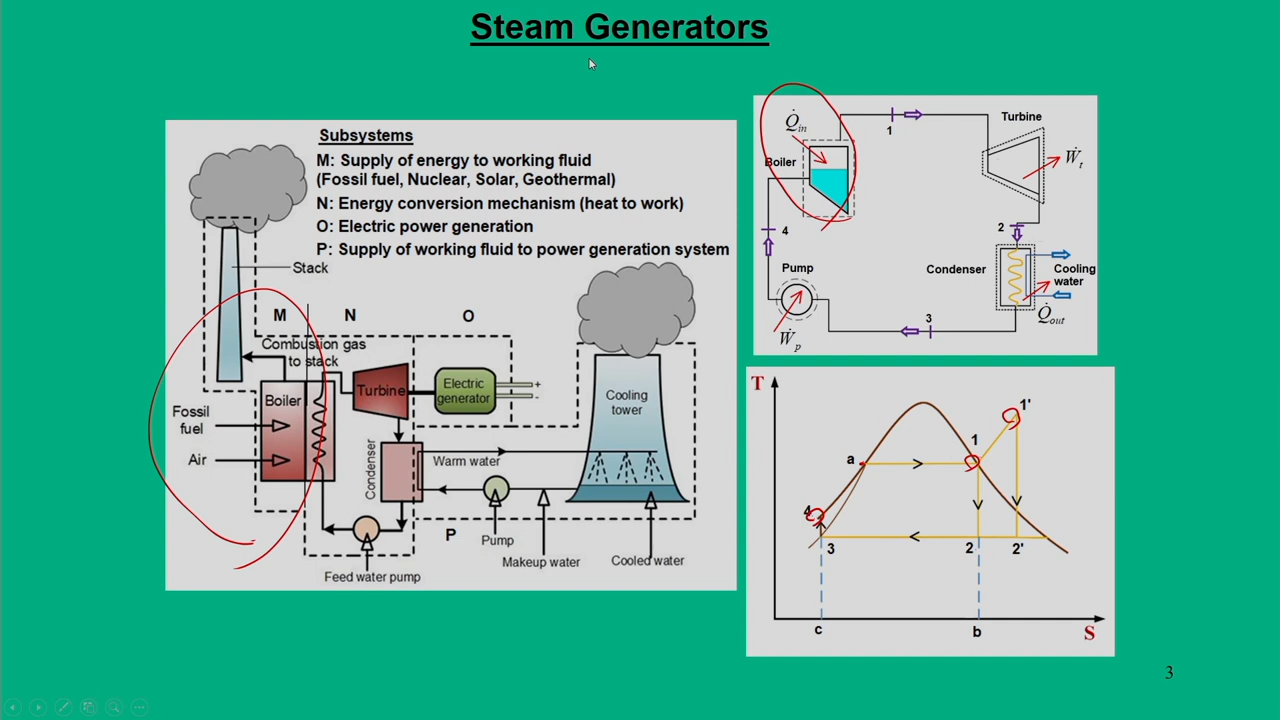 Steam Generators
Subsystems
M: Supply of energy to working fluid
(Fossil fuel, Nuclear, Solar, Geothermal)
N: Energy conversion mechanism (heat to work)
O: Electric power generation
P: Supply of working fluid to power generation system
Stack
M
N
O
Combustion gas
to stack
Boiler
Turbine
Electric
generator
+
-
Cooling
tower
Fossil
fuel
Air
Condenser
Warm water
P
Pump
Makeup water
Cooled water
Feed water pump
Q̇in
Boiler
1
Turbine
Ẇt
4
2
Pump
Condenser
Cooling
water
Q̇out
3
Ẇp
T
1'
1
a
4
3
2
2'
c
b
S
3